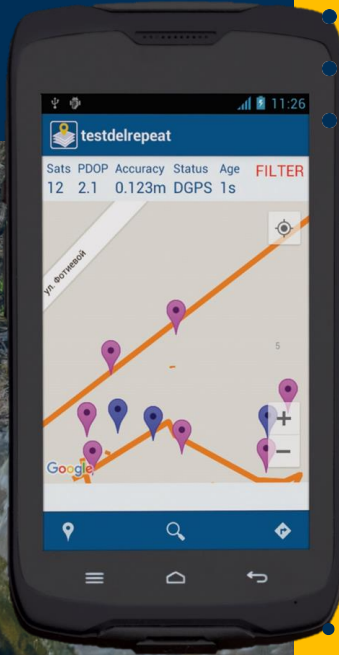 11:26
testdelrepeat
Sats PDOP Accuracy Status Age FILTER
12 2.1 0.123m DGPS 1s
ул. Фотиевой
5
+
−
Google